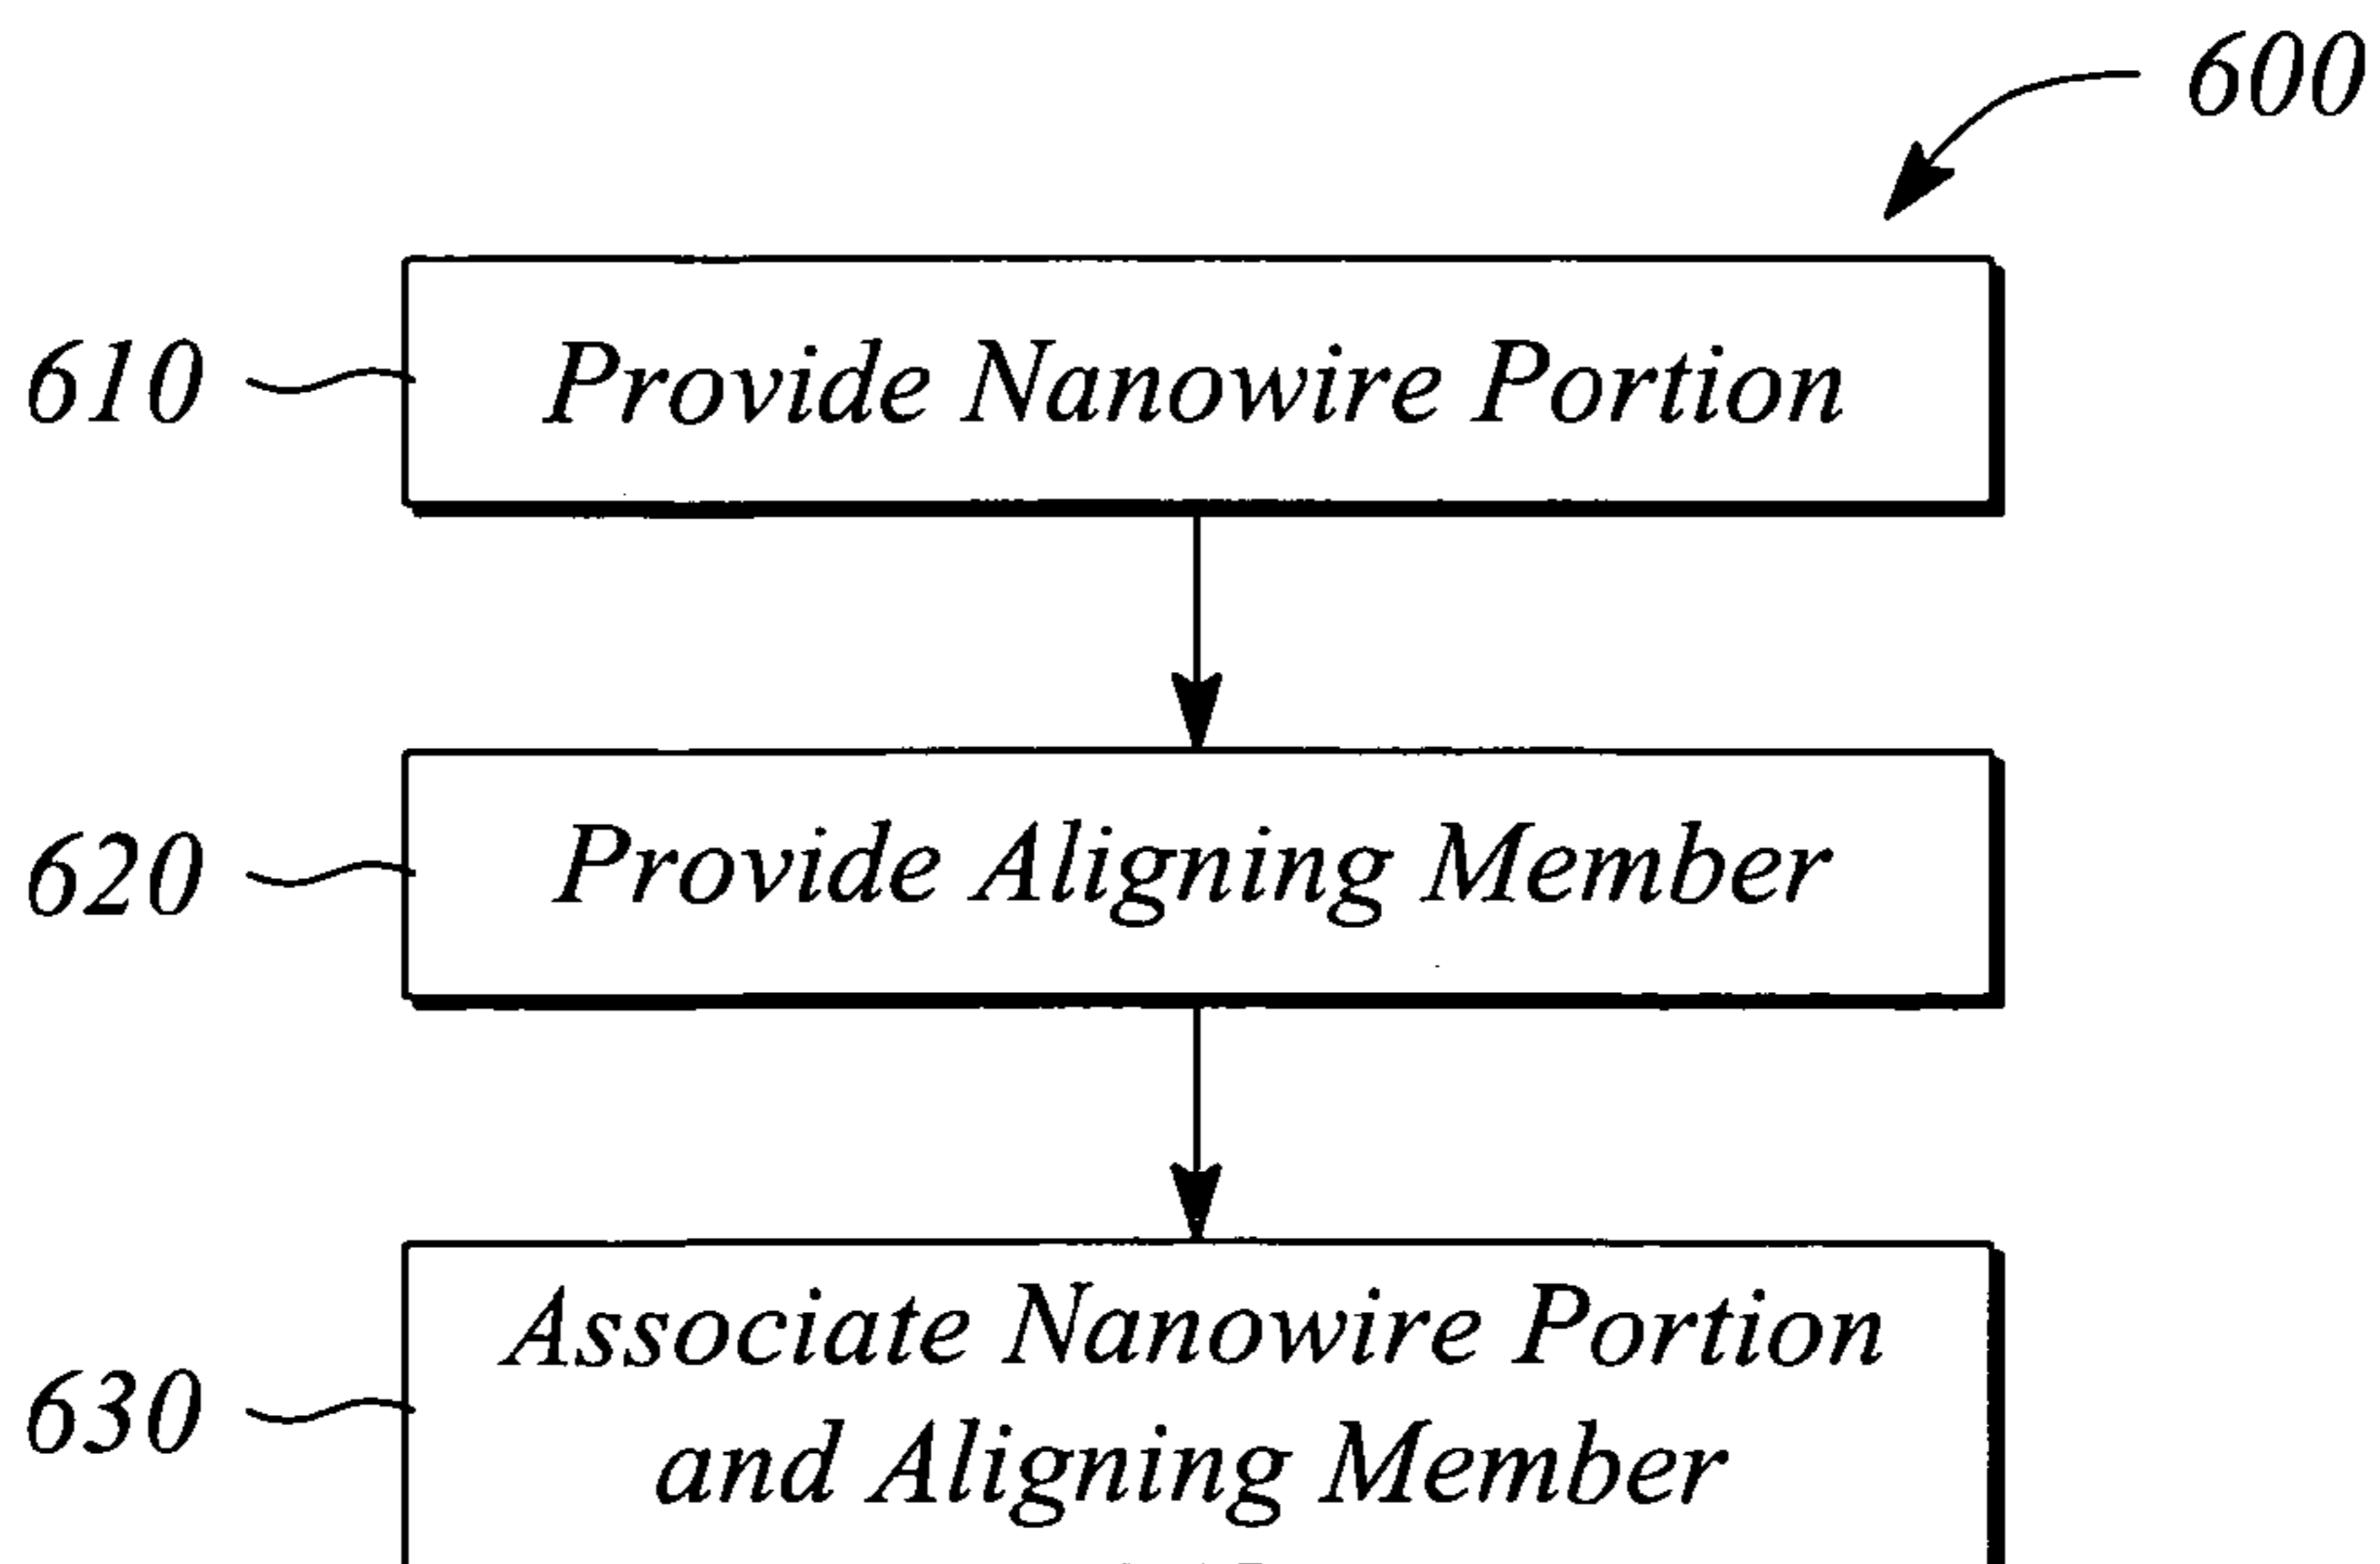 600
610
Provide Nanowire Portion
620
Provide Aligning Member
630
Associate Nanowire Portion
and Aligning Member